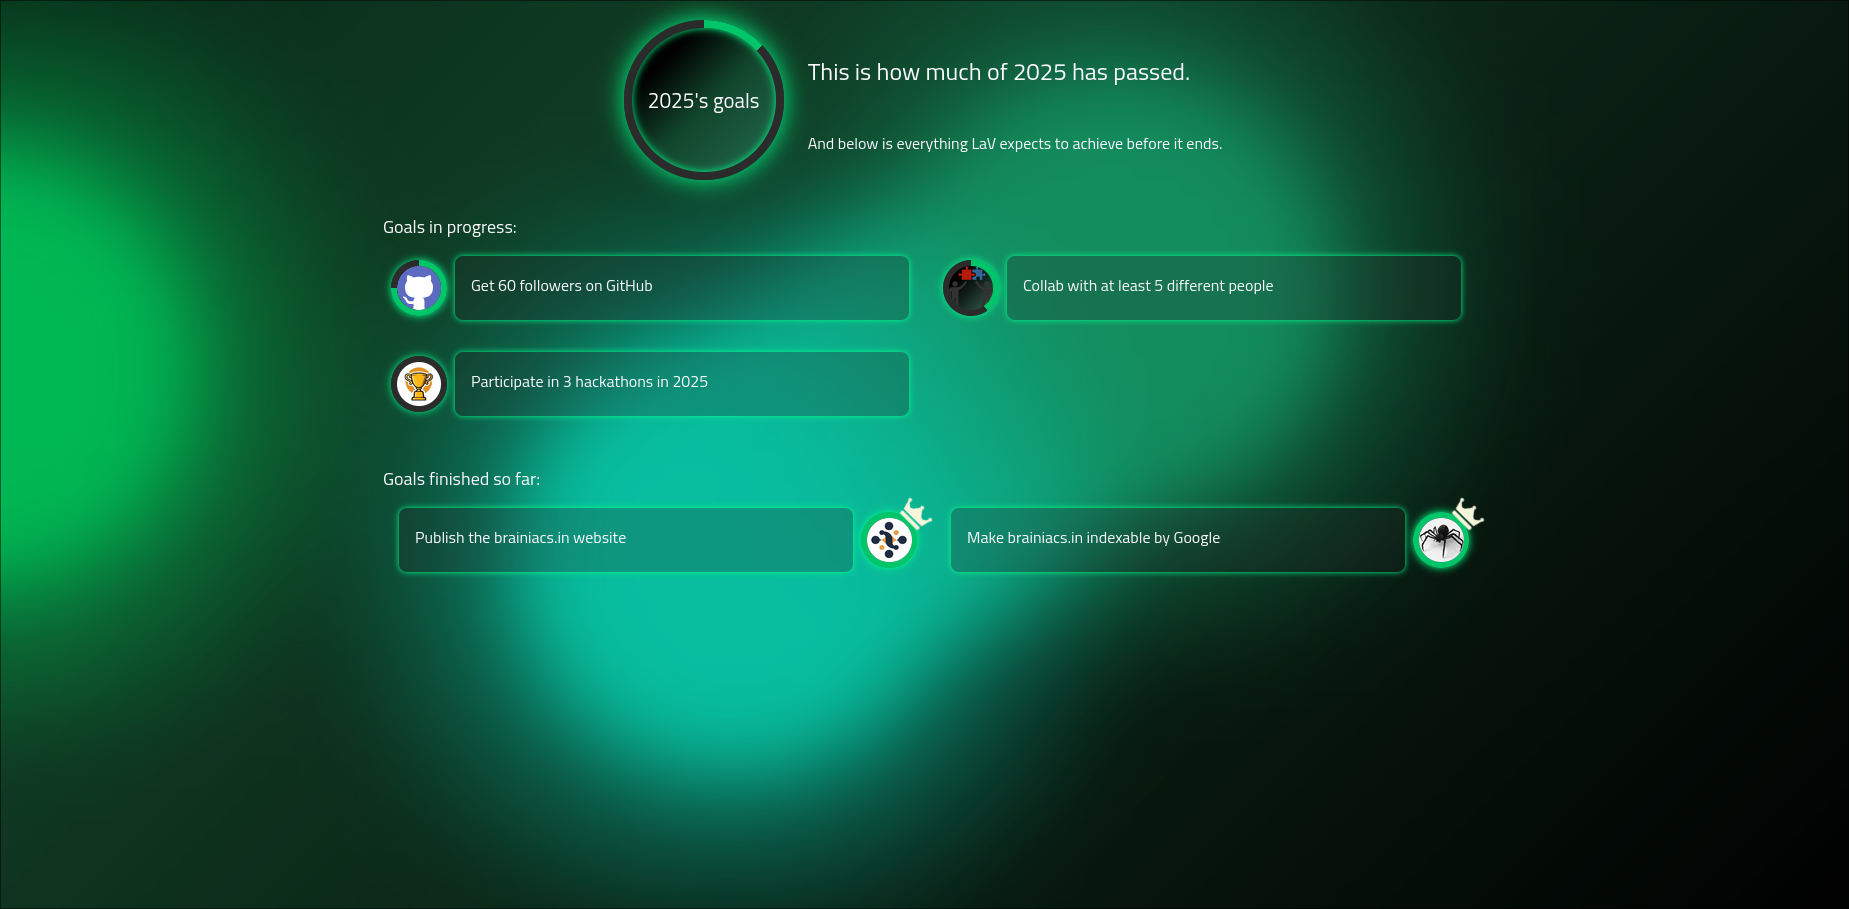 2025's goals
This is how much of 2025 has passed.
And below is everything LaV expects to achieve before it ends.
Goals in progress:
Get 60 followers on GitHub
Collab with at least 5 different people
Participate in 3 hackathons in 2025
Goals finished so far:
Publish the brainiacs.in website
Make brainiacs.in indexable by Google